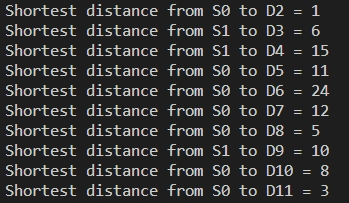 Shortest distance from S0 to D2 = 1
Shortest distance from S1 to D3 = 6
Shortest distance from S1 to D4 = 15
Shortest distance from S0 to D5 = 11
Shortest distance from S0 to D6 = 24
Shortest distance from S0 to D7 = 12
Shortest distance from S0 to D8 = 5
Shortest distance from S1 to D9 = 10
Shortest distance from S0 to D10 = 8
Shortest distance from S0 to D11 = 3